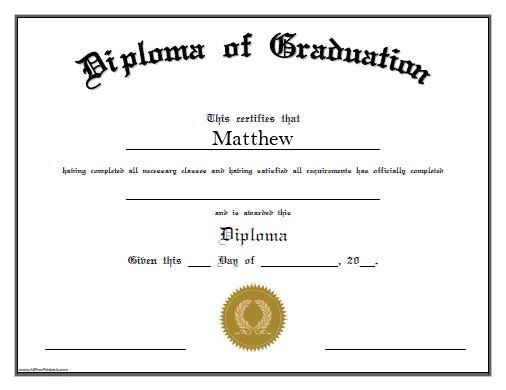 Diploma of Graduation
This certifies that
Matthew
having completed all necessary classes and having satisfied all requirements has officially completed
and is awarded this
Diploma
Given this ___ Day of ___________, 20__.
www.AllFreePrintable.com